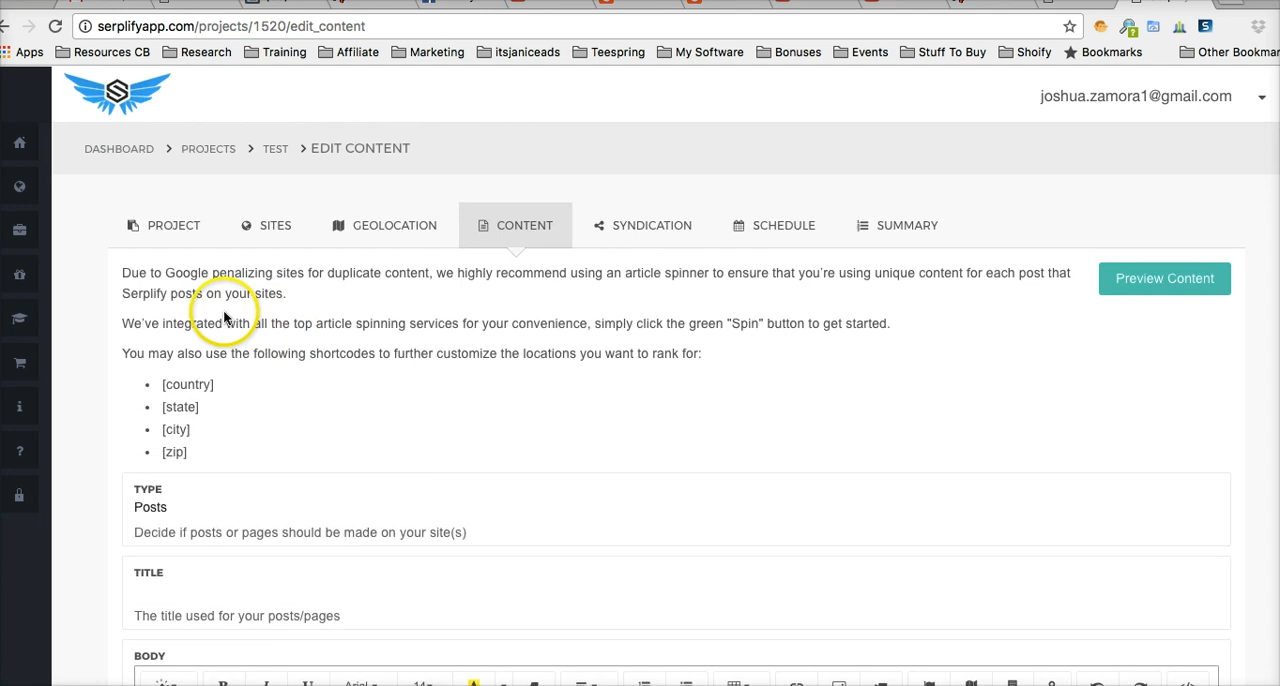 serplifyapp.com/projects/1520/edit_content
Apps Resources CB Research Training Affiliate Marketing itsjaniceads Teespring My Software Bonuses Events Stuff To Buy Shoify Bookmarks Other Bookmar
S
joshua.zamora1@gmail.com
DASHBOARD > PROJECTS > TEST > EDIT CONTENT
PROJECT SITES GEOLOCATION CONTENT SYNDICATION SCHEDULE SUMMARY
Due to Google penalizing sites for duplicate content, we highly recommend using an article spinner to ensure that you're using unique content for each post that
Serplify posts on your sites.
Preview Content
We've integrated with all the top article spinning services for your convenience, simply click the green "Spin" button to get started.
You may also use the following shortcodes to further customize the locations you want to rank for:
• [country]
• [state]
• [city]
• [zip]
TYPE
Posts
Decide if posts or pages should be made on your site(s)
TITLE
The title used for your posts/pages
BODY